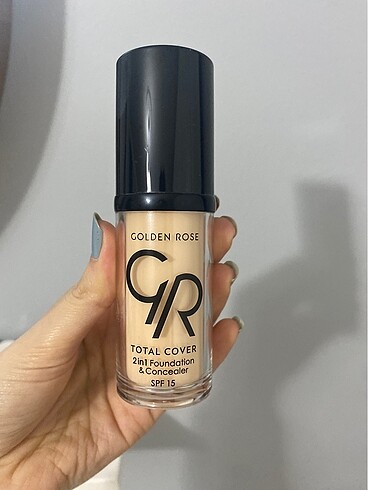 GOLDEN ROSE
GR
TOTAL COVER
2in1 Foundation
& Concealer
SPF 15